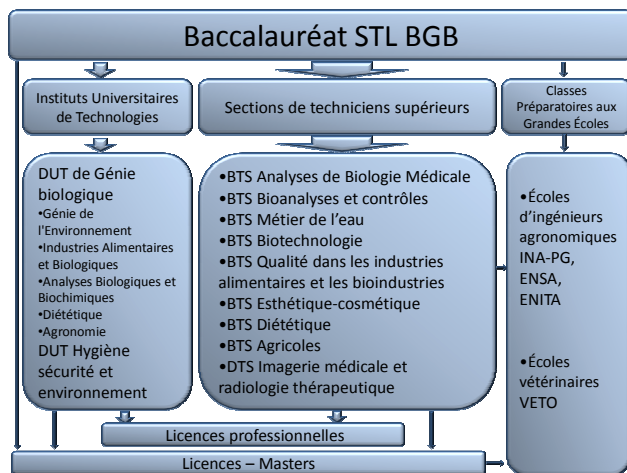 Baccalauréat STL BGB
Instituts Universitaires
de Technologies
Sections de techniciens supérieurs
Classes
Préparatoires aux
Grandes Écoles
DUT de Génie
biologique
•Génie de
l'Environnement
•Industries Alimentaires
et Biologiques
•Analyses Biologiques et
Biochimiques
•Diététique
•Agronomie
DUT Hygiène
sécurité et
environnement
•BTS Analyses de Biologie Médicale
•BTS Bioanalyses et contrôles
•BTS Métier de l'eau
•BTS Biotechnologie
•BTS Qualité dans les industries
alimentaires et les bioindustries
•BTS Esthétique-cosmétique
•BTS Diététique
•BTS Agricoles
•DTS Imagerie médicale et
radiologie thérapeutique
•Écoles
d'ingénieurs
agronomiques
INA-PG,
ENSA,
ENITA
•Écoles
vétérinaires
VETO
Licences professionnelles
Licences – Masters